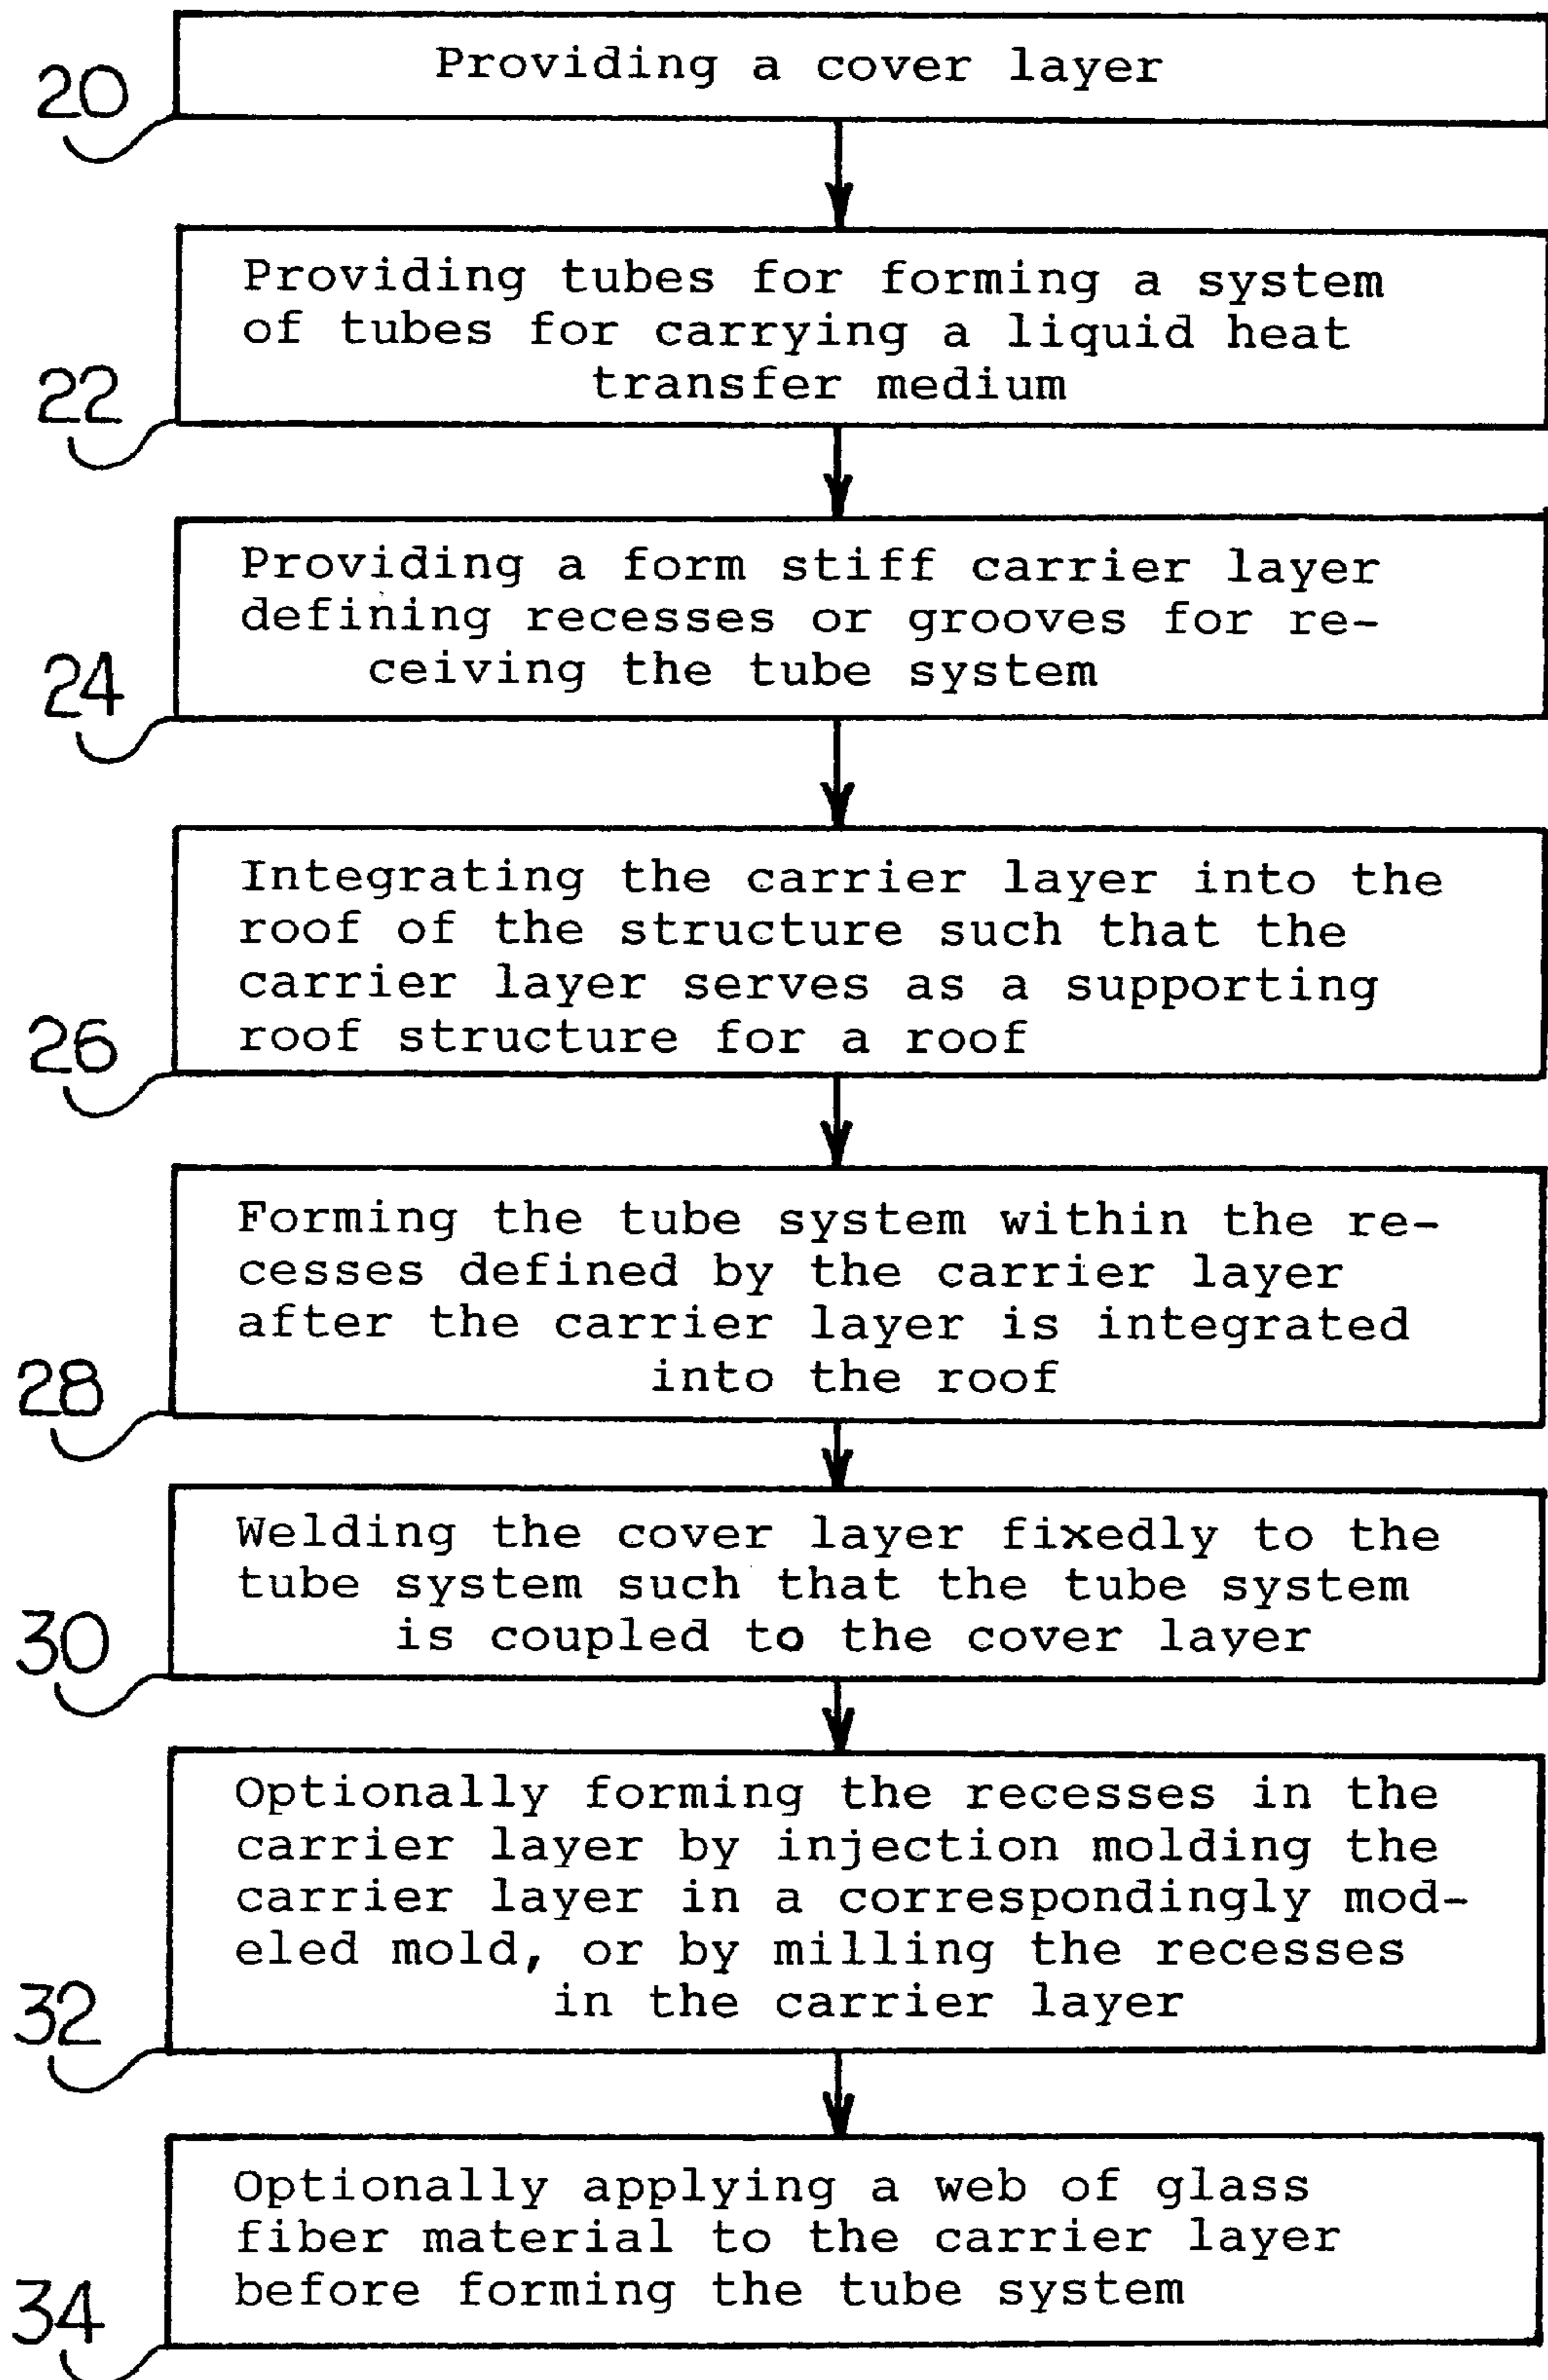 Providing a cover layer
20
Providing tubes for forming a system
of tubes for carrying a liquid heat
transfer medium
22
Providing a form stiff carrier layer
defining recesses or grooves for re-
ceiving the tube system
24
Integrating the carrier layer into the
roof of the structure such that the
carrier layer serves as a supporting
roof structure for a roof
26
Forming the tube system within the re-
cesses defined by the carrier layer
after the carrier layer is integrated
into the roof
28
Welding the cover layer fixedly to the
tube system such that the tube system
is coupled to the cover layer
30
Optionally forming the recesses in the
carrier layer by injection molding the
carrier layer in a correspondingly mod-
eled mold, or by milling the recesses
in the carrier layer
32
Optionally applying a web of glass
fiber material to the carrier layer
before forming the tube system
34